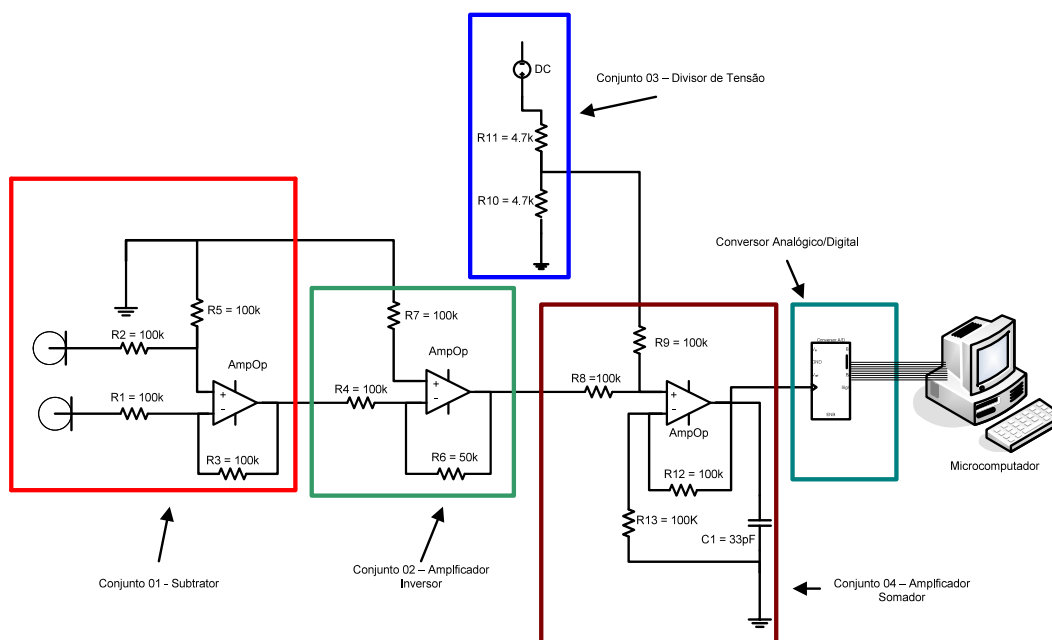 DC
Conjunto 03 – Divisor de Tensão
R11 = 4.7k
R10 = 4.7k
Conversor Analógico/Digital
R5 = 100k
R7 = 100k
R2 = 100k
R9 = 100k
AmpOp
AmpOp
R4 = 100k
R8 =100k
R1 = 100k
+
-
+
-
+
-
AmpOp
R3 = 100k
R6 = 50k
R12 = 100k
R13 = 100K
C1 = 33pF
Conversor A/D
Microcomputador
Conjunto 01 - Subtrator
Conjunto 02 – Amplficador
Inversor
Conjunto 04 – Amplficador
Somador